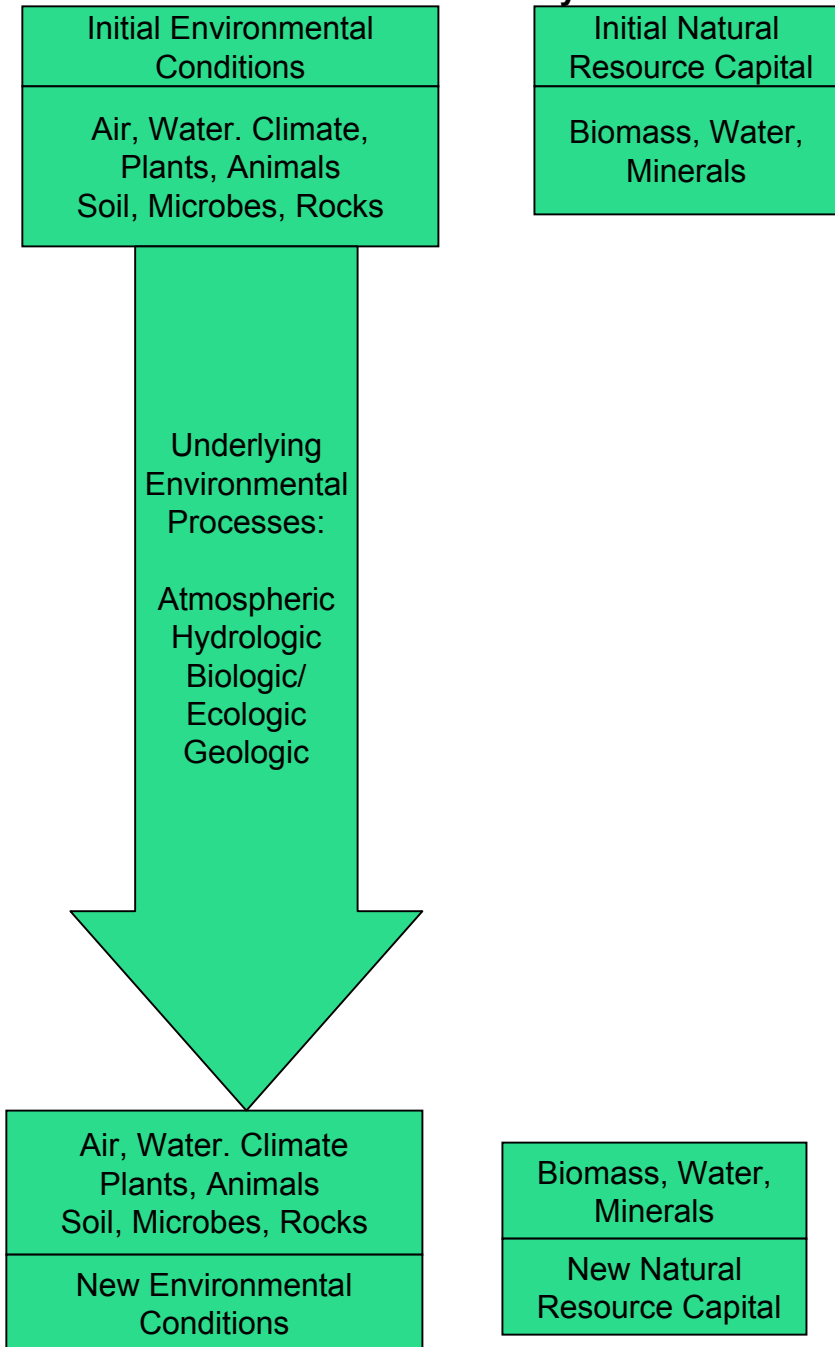 Initial Environmental
Conditions
Air, Water. Climate,
Plants, Animals
Soil, Microbes, Rocks
Initial Natural
Resource Capital
Biomass, Water,
Minerals
Underlying
Environmental
Processes:
Atmospheric
Hydrologic
Biologic/
Ecologic
Geologic
Air, Water. Climate
Plants, Animals
Soil, Microbes, Rocks
New Environmental
Conditions
Biomass, Water,
Minerals
New Natural
Resource Capital